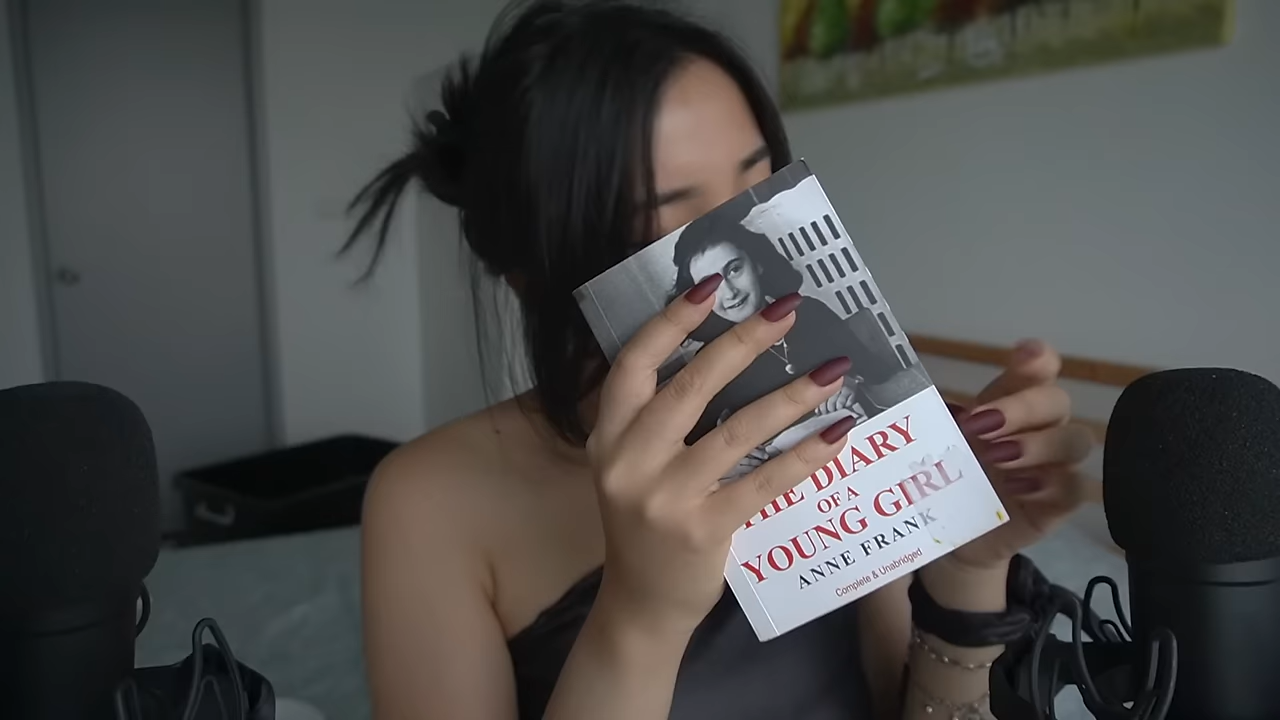 THE DIARY
OF A
YOUNG GIRL
ANNE FRANK
Complete & Unabridged